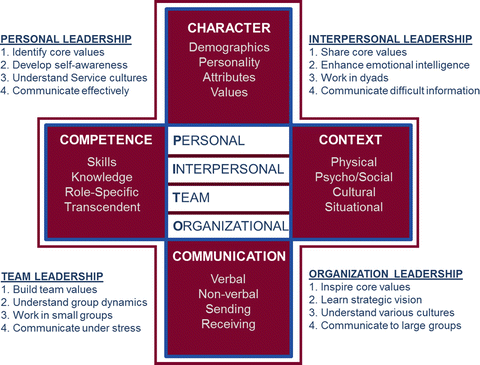 PERSONAL LEADERSHIP
1. Identify core values
2. Develop self-awareness
3. Understand Service cultures
4. Communicate effectively
CHARACTER
Demographics
Personality
Attributes
Values
INTERPERSONAL LEADERSHIP
1. Share core values
2. Enhance emotional intelligence
3. Work in dyads
4. Communicate difficult information
COMPETENCE
Skills
Knowledge
Role-Specific
Transcendent
PERSONAL
INTERPERSONAL
TEAM
ORGANIZATIONAL
CONTEXT
Physical
Psycho/Social
Cultural
Situational
TEAM LEADERSHIP
1. Build team values
2. Understand group dynamics
3. Work in small groups
4. Communicate under stress
COMMUNICATION
Verbal
Non-verbal
Sending
Receiving
ORGANIZATION LEADERSHIP
1. Inspire core values
2. Learn strategic vision
3. Understand various cultures
4. Communicate to large groups